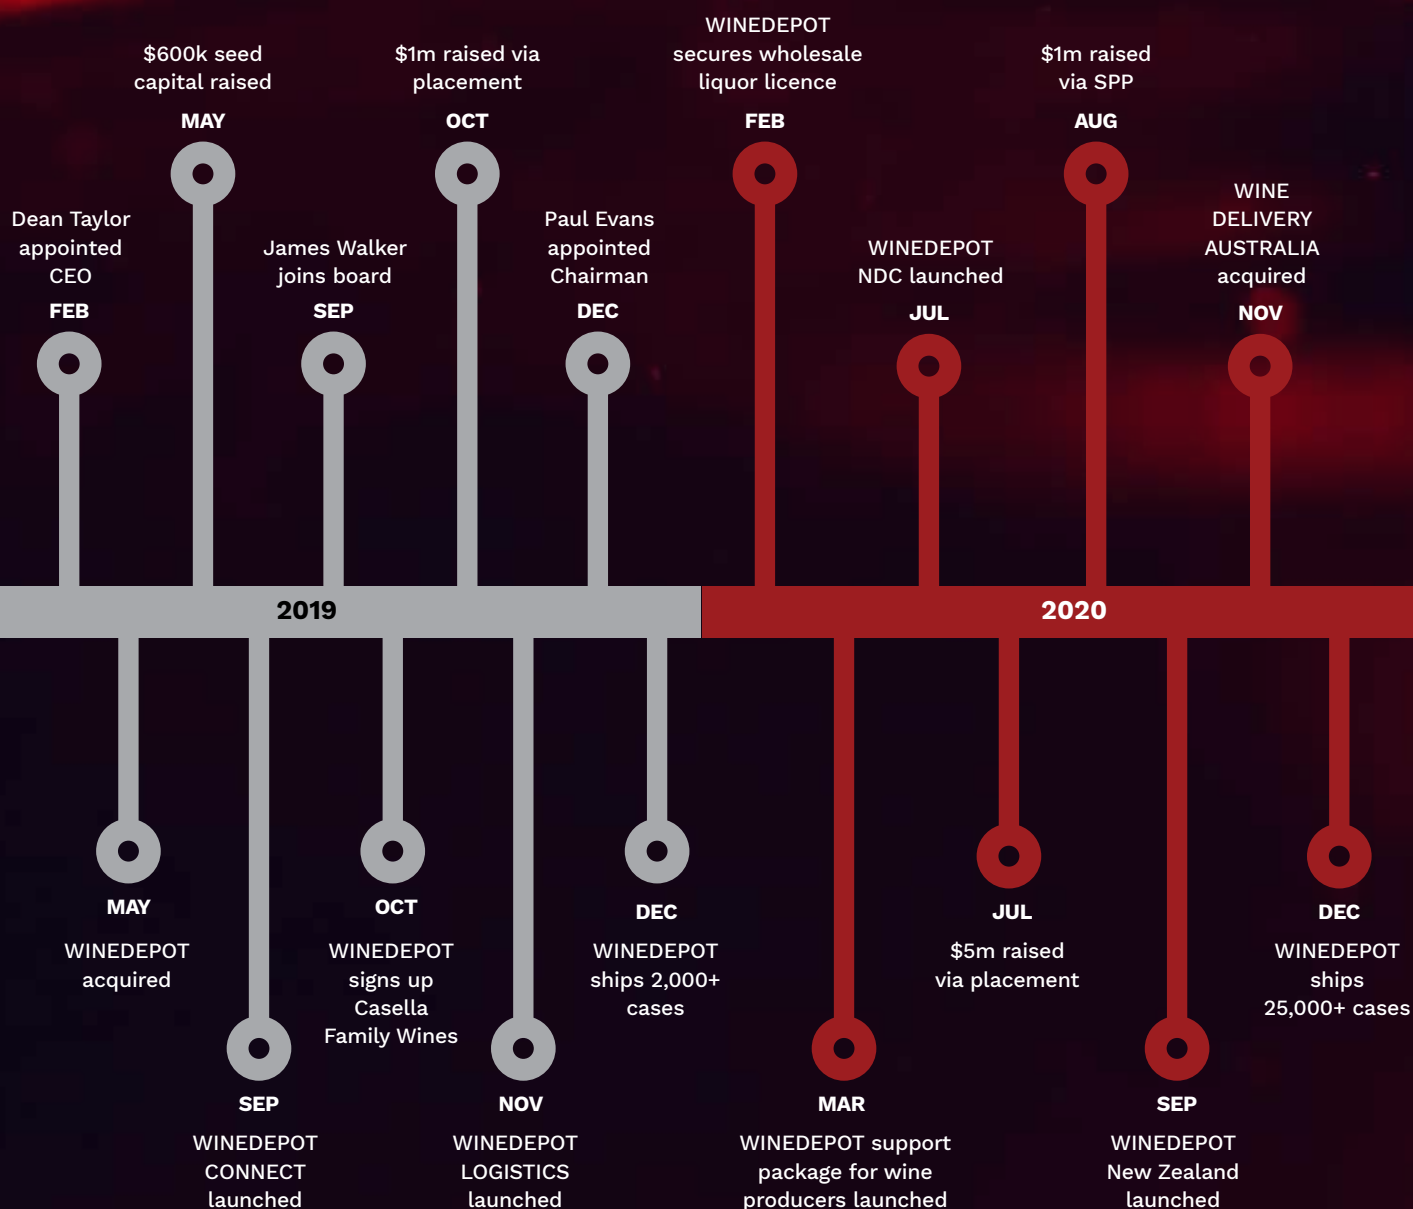 $600k seed
capital raised
MAY
$1m raised via
placement
OCT
WINEDEPOT
secures wholesale
liquor licence
FEB
$1m raised
via SPP
AUG
Dean Taylor
appointed
CEO
FEB
James Walker
joins board
SEP
Paul Evans
appointed
Chairman
DEC
WINEDEPOT
NDC launched
JUL
WINE
DELIVERY
AUSTRALIA
acquired
NOV
2019
2020
MAY
WINEDEPOT
acquired
OCT
WINEDEPOT
signs up
Casella
Family Wines
DEC
WINEDEPOT
ships 2,000+
cases
JUL
$5m raised
via placement
DEC
WINEDEPOT
ships
25,000+ cases
SEP
WINEDEPOT
CONNECT
launched
NOV
WINEDEPOT
LOGISTICS
launched
MAR
WINEDEPOT support
package for wine
producers launched
SEP
WINEDEPOT
New Zealand
launched